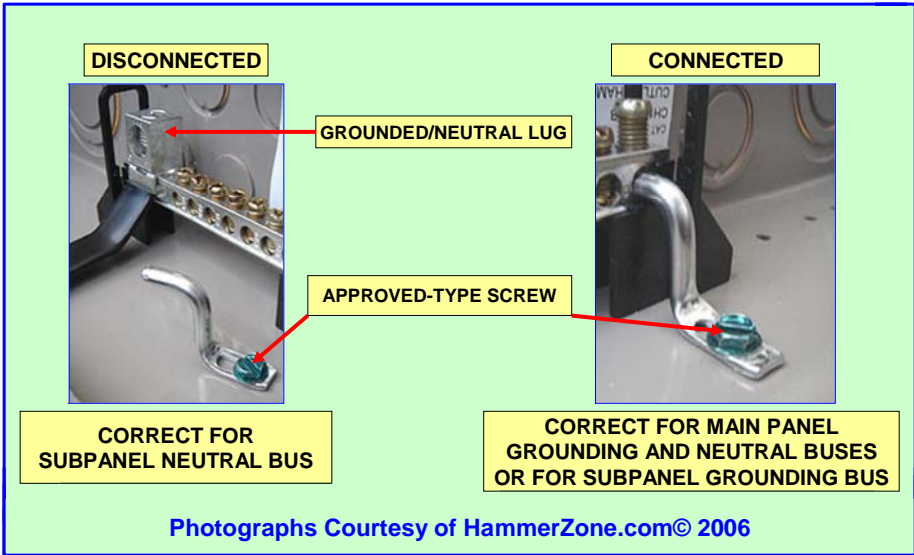 DISCONNECTED
CONNECTED
GROUNDED/NEUTRAL LUG
APPROVED-TYPE SCREW
CORRECT FOR
SUBPANEL NEUTRAL BUS
CORRECT FOR MAIN PANEL
GROUNDING AND NEUTRAL BUSES
OR FOR SUBPANEL GROUNDING BUS
Photographs Courtesy of HammerZone.com© 2006